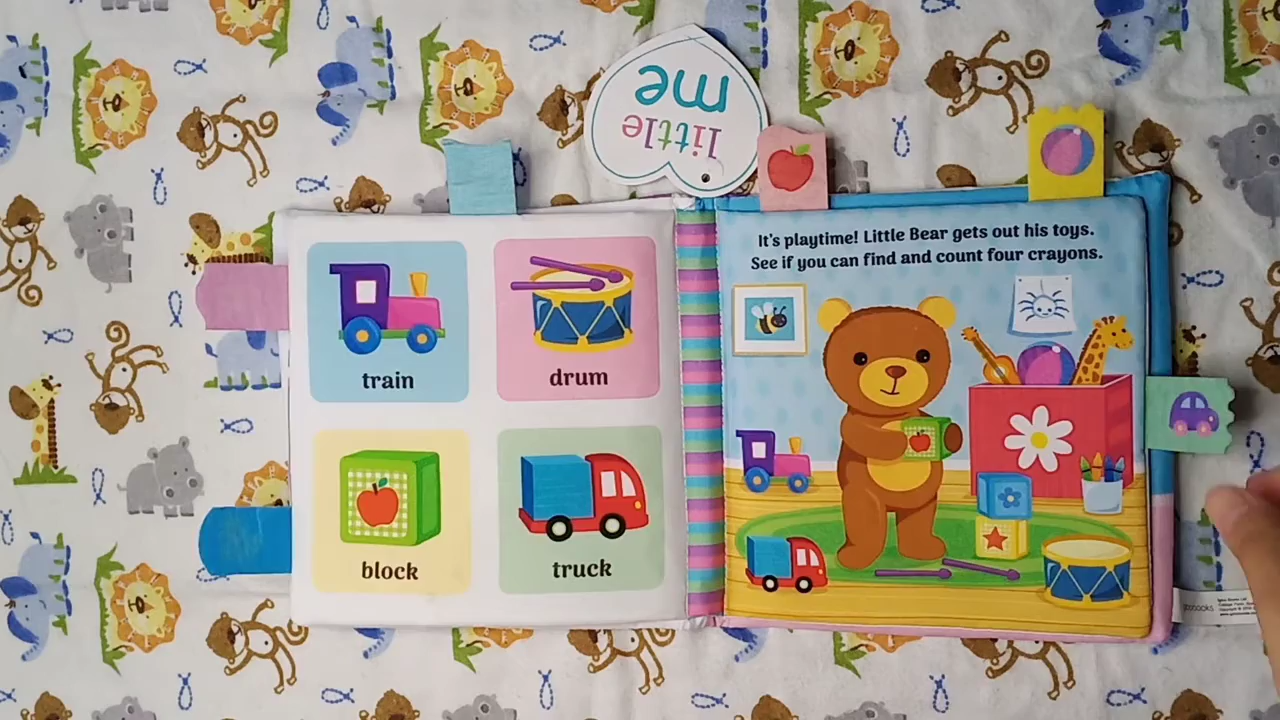 little
me
train
drum
block
truck
It's playtime! Little Bear gets out his toys.
See if you can find and count four crayons.